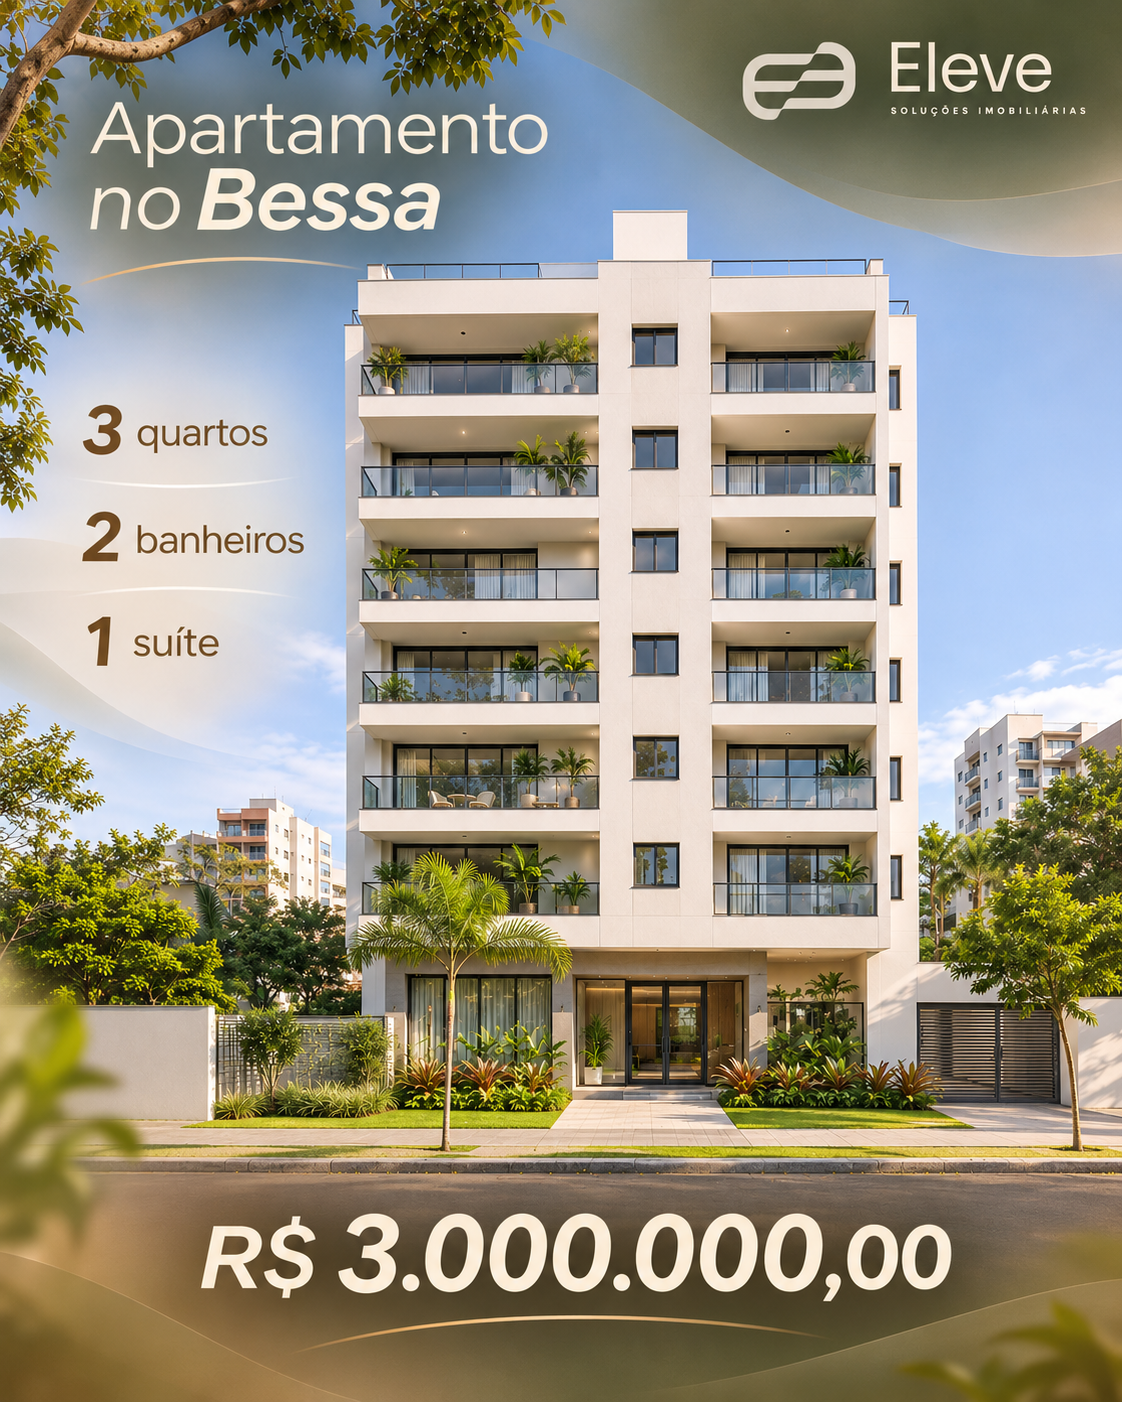 Eleve
SOLUÇÕES IMOBILIÁRIAS
Apartamento
no Bessa
3 quartos
2 banheiros
1 suíte
R$ 3.000.000,00